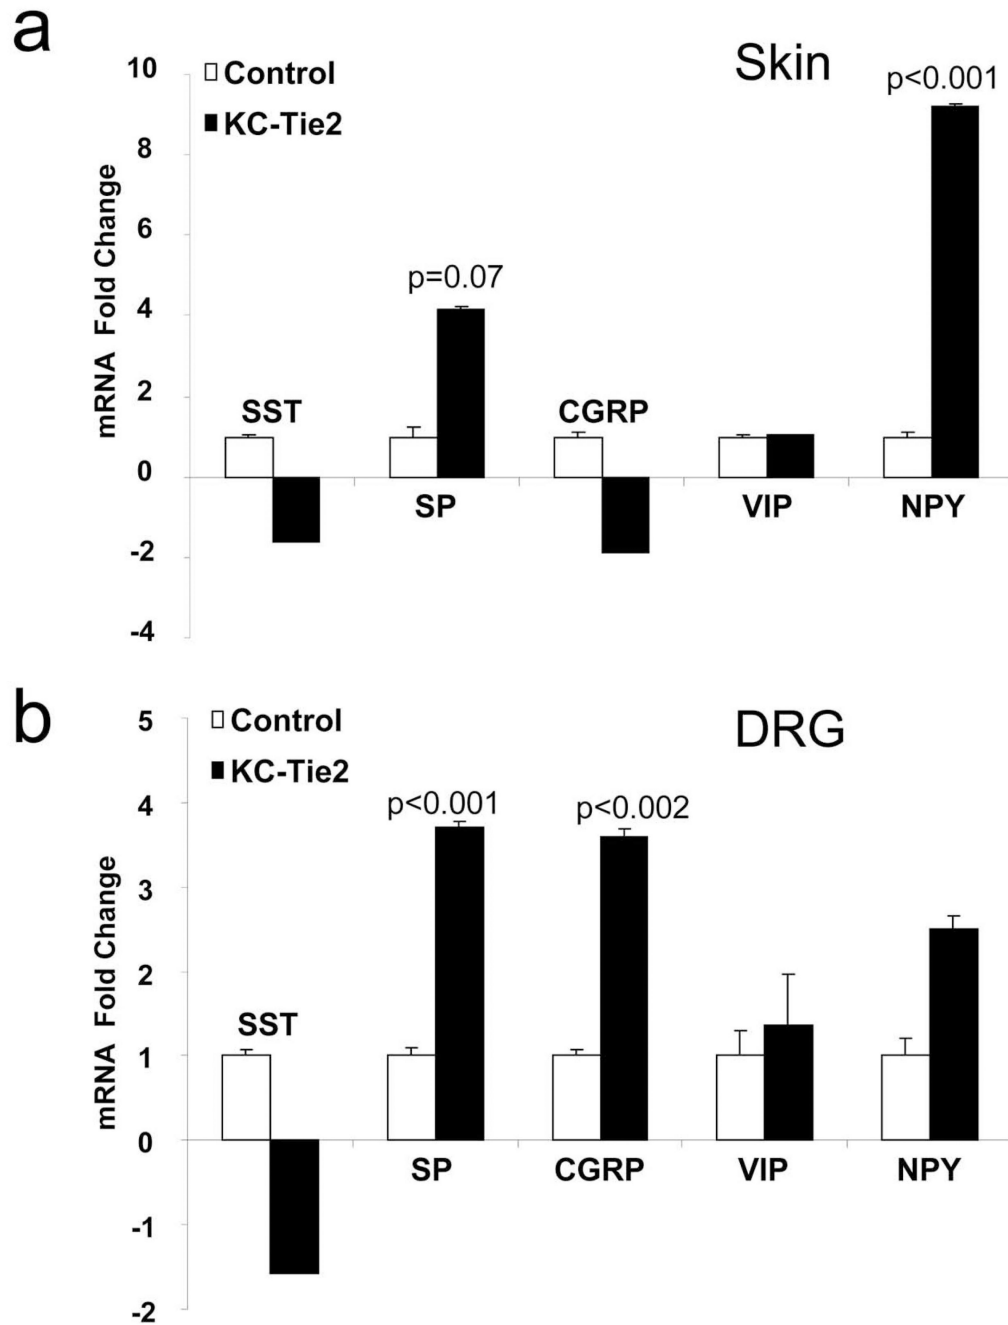 a
Skin
Control
KC-Tie2
p<0.001
p=0.07
mRNA Fold Change
10
8
6
4
2
0
-2
-4
SST
SP
CGRP
VIP
NPY
b
DRG
Control
KC-Tie2
p<0.001
p<0.002
mRNA Fold Change
5
4
3
2
1
0
-1
-2
SST
SP
CGRP
VIP
NPY